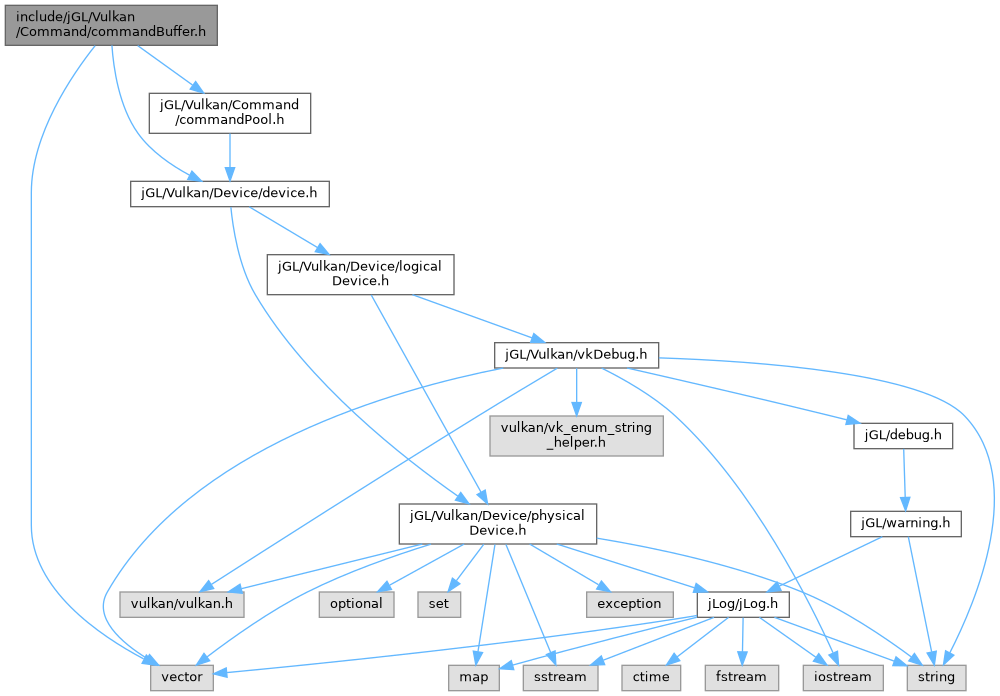 include/jGL/Vulkan
/Command/commandBuffer.h
jGL/Vulkan/Command
/commandPool.h
jGL/Vulkan/Device/device.h
jGL/Vulkan/Device/logical
Device.h
jGL/Vulkan/vkDebug.h
vulkan/vk_enum_string
_helper.h
jGL/debug.h
jGL/Vulkan/Device/physical
Device.h
jGL/warning.h
vulkan/vulkan.h
optional
set
exception
jLog/jLog.h
vector
map
sstream
ctime
fstream
iostream
string